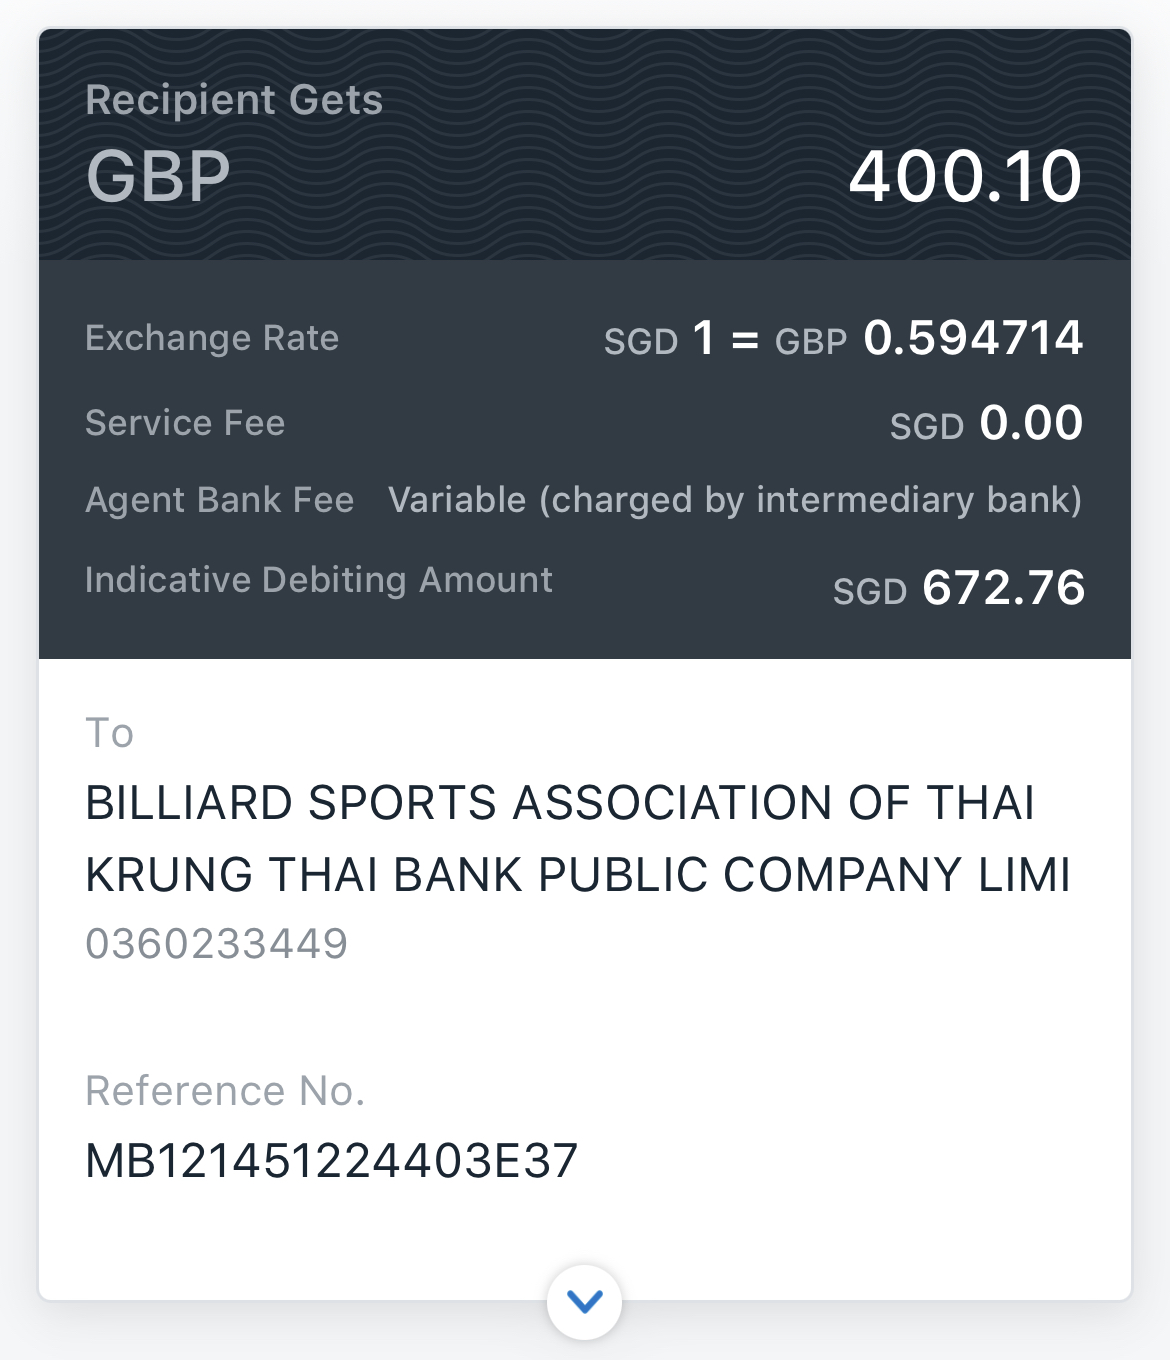 Recipient Gets
GBP 400.10
Exchange Rate SGD 1 = GBP 0.594714
Service Fee SGD 0.00
Agent Bank Fee Variable (charged by intermediary bank)
Indicative Debiting Amount SGD 672.76
To
BILLIARD SPORTS ASSOCIATION OF THAI
KRUNG THAI BANK PUBLIC COMPANY LIMI
0360233449
Reference No.
MB121451224403E37